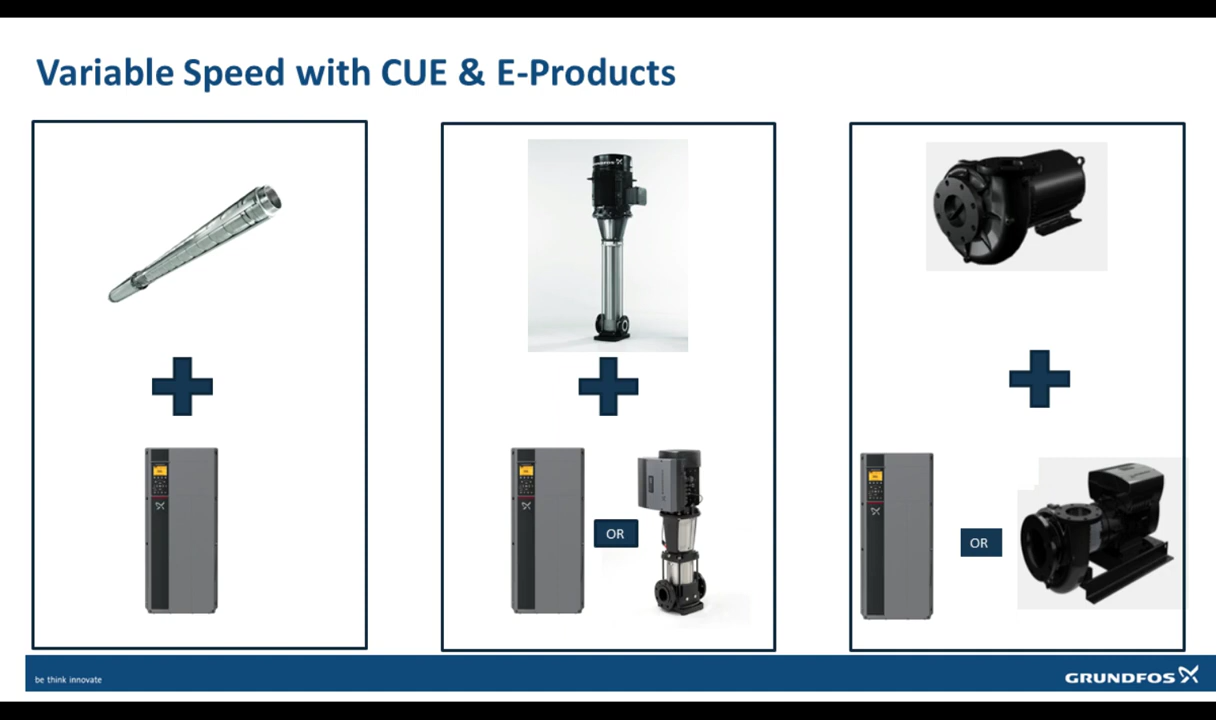 Variable Speed with CUE & E-Products
OR
OR
be think innovate
GRUNDFOS